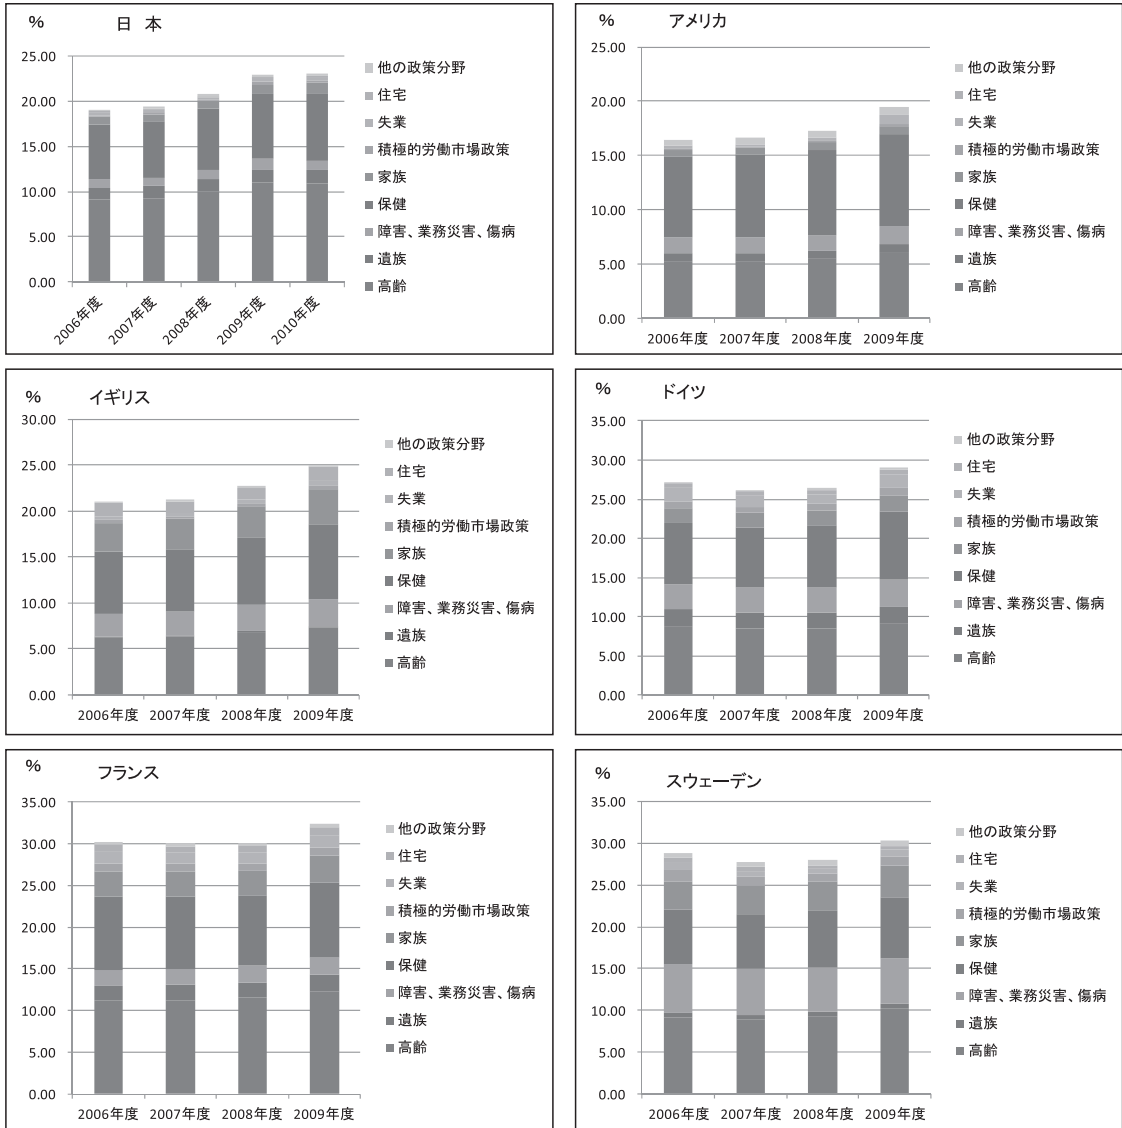 %
日 本
25.00
20.00
15.00
10.00
5.00
0.00
2006年度
2007年度
2008年度
2009年度
2010年度
他の政策分野
住宅
失業
積極的労働市場政策
家族
保健
障害、業務災害、傷病
遺族
高齢
%
アメリカ
25.00
20.00
15.00
10.00
5.00
0.00
2006年度 2007年度 2008年度 2009年度
他の政策分野
住宅
失業
積極的労働市場政策
家族
保健
障害、業務災害、傷病
遺族
高齢
%
イギリス
30.00
25.00
20.00
15.00
10.00
5.00
0.00
2006年度 2007年度 2008年度 2009年度
他の政策分野
住宅
失業
積極的労働市場政策
家族
保健
障害、業務災害、傷病
遺族
高齢
%
ドイツ
35.00
30.00
25.00
20.00
15.00
10.00
5.00
0.00
2006年度 2007年度 2008年度 2009年度
他の政策分野
住宅
失業
積極的労働市場政策
家族
保健
障害、業務災害、傷病
遺族
高齢
%
フランス
35.00
30.00
25.00
20.00
15.00
10.00
5.00
0.00
2006年度 2007年度 2008年度 2009年度
他の政策分野
住宅
失業
積極的労働市場政策
家族
保健
障害、業務災害、傷病
遺族
高齢
%
スウェーデン
35.00
30.00
25.00
20.00
15.00
10.00
5.00
0.00
2006年度 2007年度 2008年度 2009年度
他の政策分野
住宅
失業
積極的労働市場政策
家族
保健
障害、業務災害、傷病
遺族
高齢